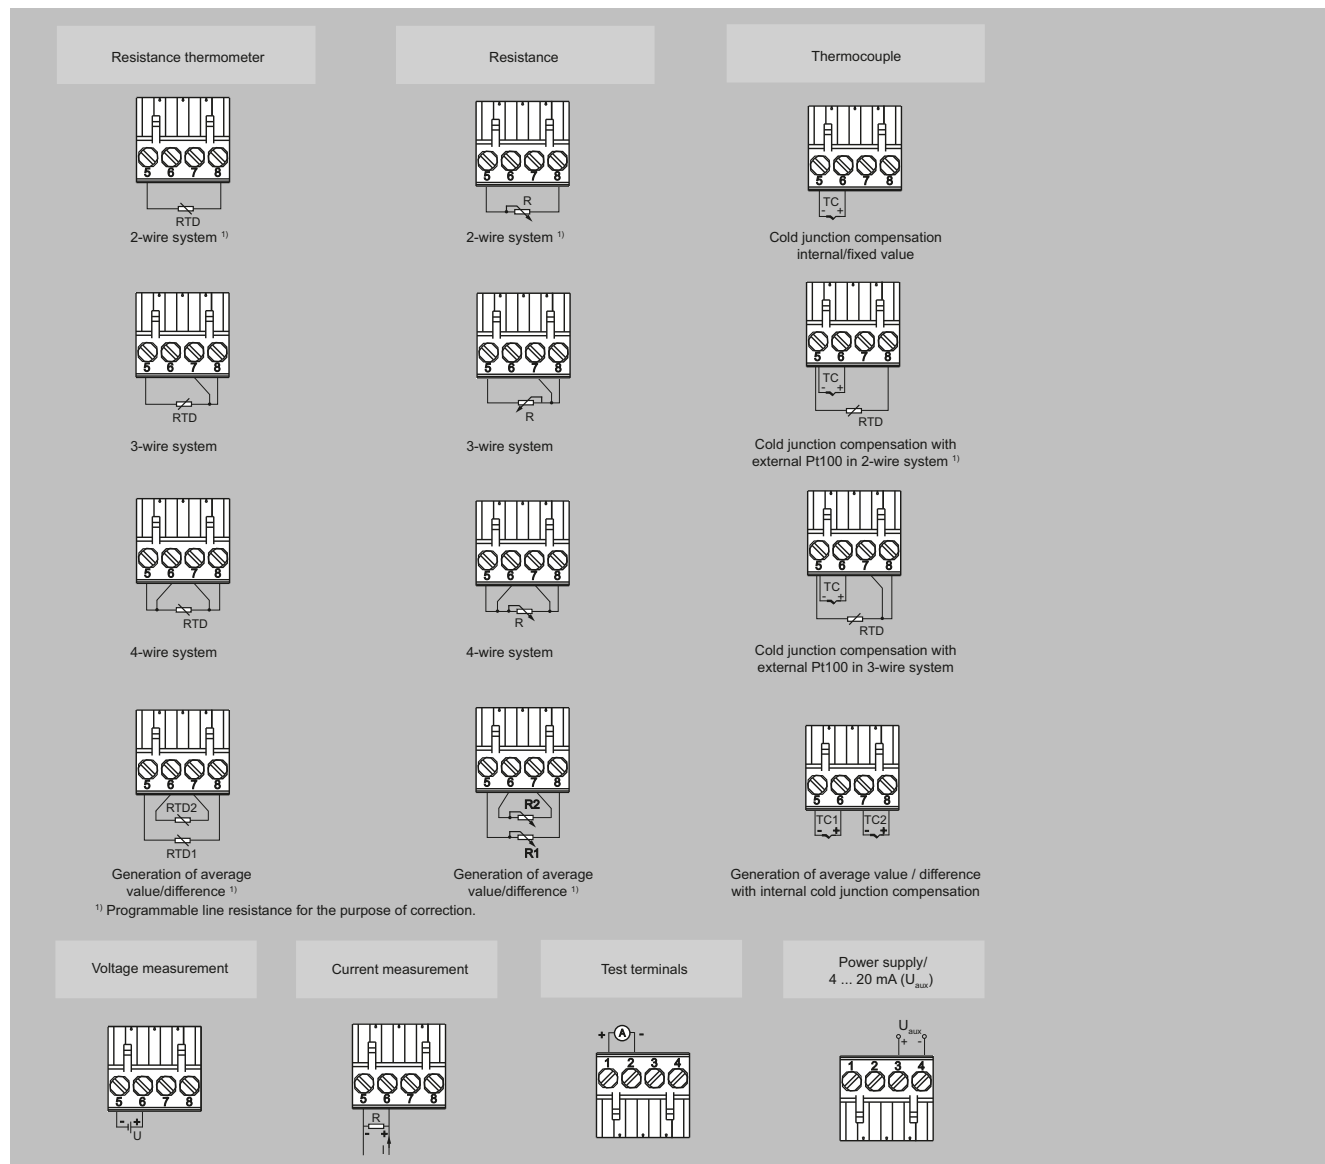 Resistance thermometer
Resistance
Thermocouple
5 6 7 8
RTD
2-wire system 1)
5 6 7 8
R
2-wire system 1)
5 6 7 8
TC
- +
Cold junction compensation
internal/fixed value
5 6 7 8
RTD
3-wire system
5 6 7 8
R
3-wire system
5 6 7 8
TC
- +
RTD
Cold junction compensation with
external Pt100 in 2-wire system 1)
5 6 7 8
RTD
4-wire system
5 6 7 8
R
4-wire system
5 6 7 8
TC
- +
RTD
Cold junction compensation with
external Pt100 in 3-wire system
5 6 7 8
RTD2
RTD1
Generation of average
value/difference 1)
5 6 7 8
R2
R1
Generation of average
value/difference 1)
5 6 7 8
TC1 TC2
- + - +
Generation of average value / difference
with internal cold junction compensation
1) Programmable line resistance for the purpose of correction.
Voltage measurement
Current measurement
Test terminals
Power supply/
4 ... 20 mA (Uaux)
5 6 7 8
- +
U
5 6 7 8
R
- +
I
+ A -
1 2 3 4
Uaux
+ -
1 2 3 4